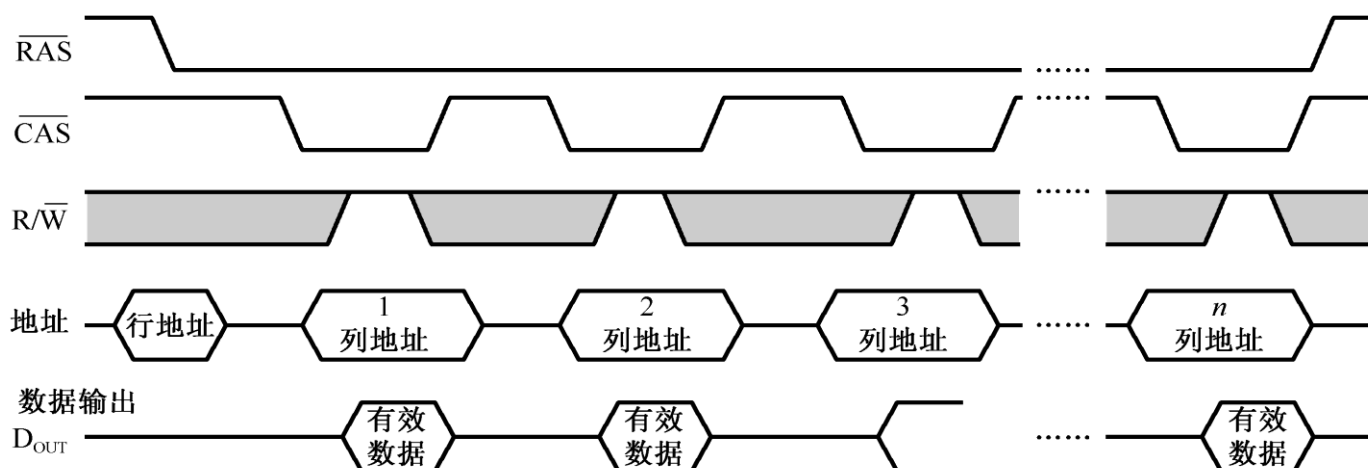 RAS ……
CAS ……
R/W ……
地址 行地址 1 列地址 2 列地址 3 列地址 …… n 列地址
数据输出
DOUT 有效数据 有效数据 …… 有效数据